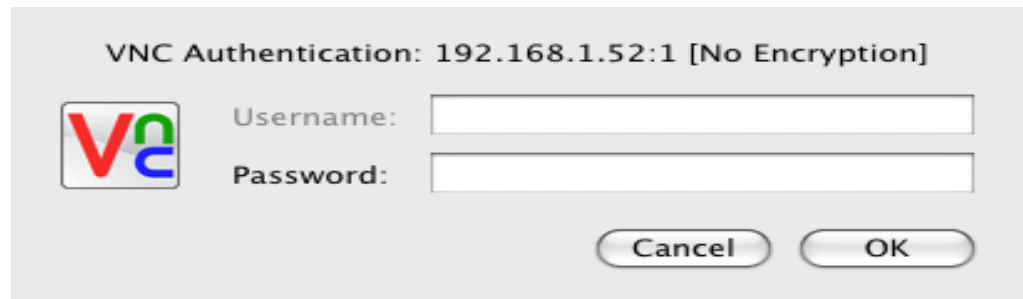 VNC Authentication: 192.168.1.52:1 [No Encryption]
VNC
Username:
Password:
Cancel OK